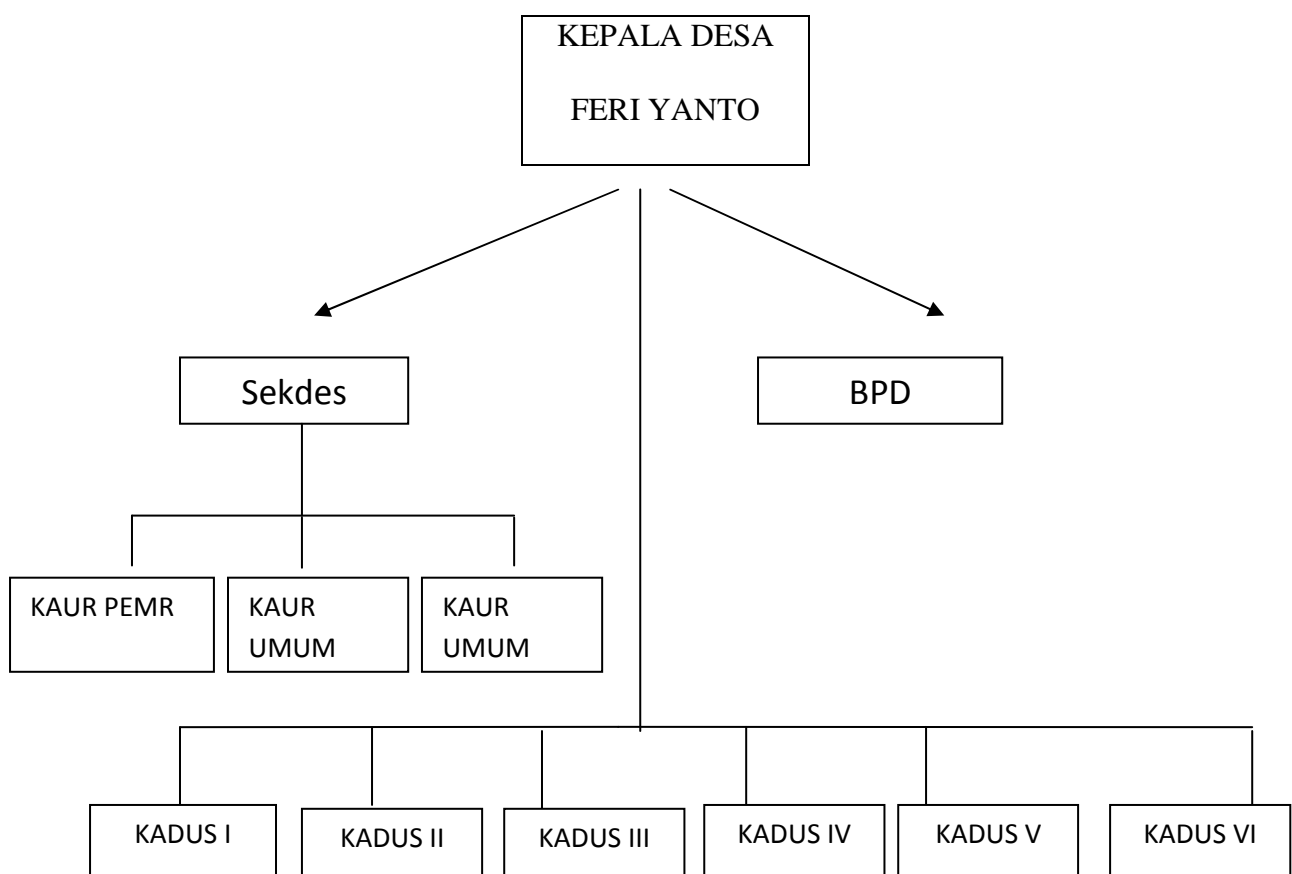 KEPALA DESA
FERI YANTO
Sekdes
BPD
KAUR PEMR
KAUR
UMUM
KAUR
UMUM
KADUS I
KADUS II
KADUS III
KADUS IV
KADUS V
KADUS VI